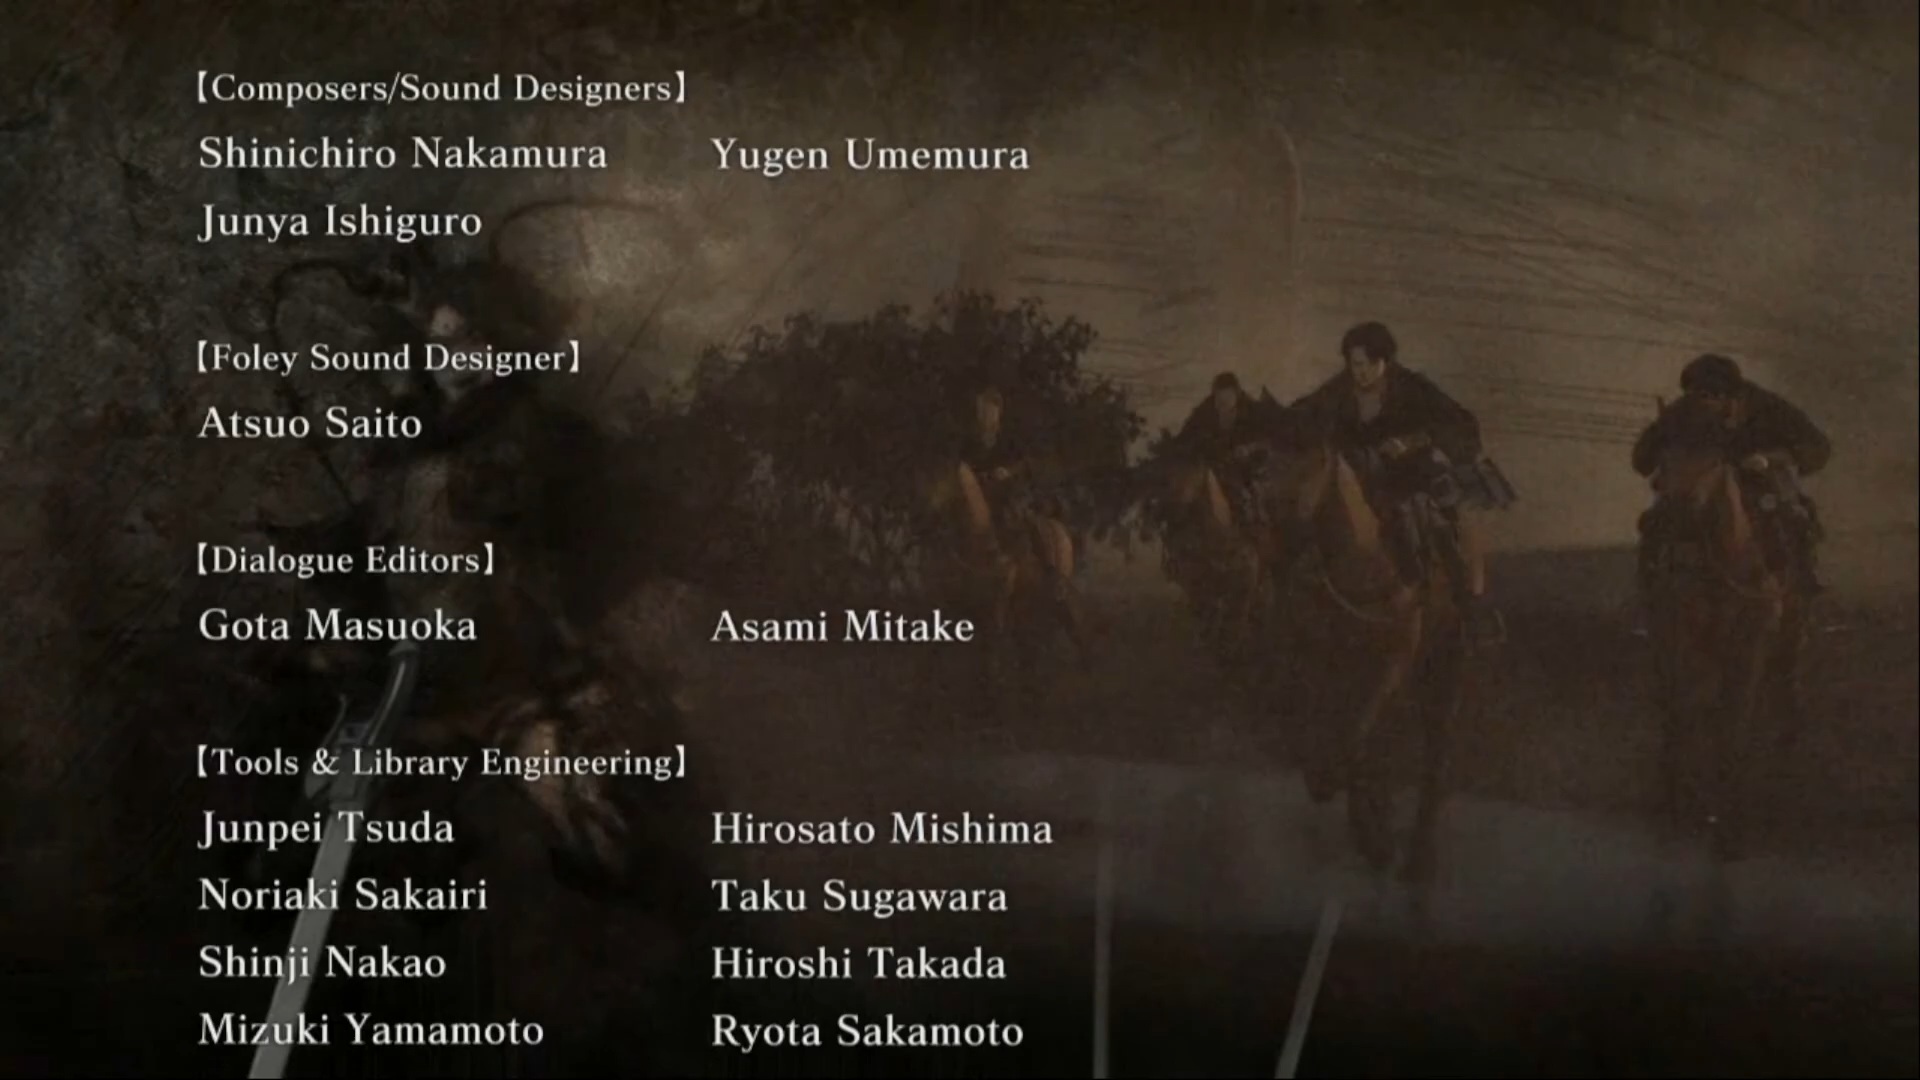 【Composers/Sound Designers】
Shinichiro Nakamura Yugen Umemura
Junya Ishiguro
【Foley Sound Designer】
Atsuo Saito
【Dialogue Editors】
Gota Masuoka Asami Mitake
【Tools & Library Engineering】
Junpei Tsuda Hirosato Mishima
Noriaki Sakairi Taku Sugawara
Shinji Nakao Hiroshi Takada
Mizuki Yamamoto Ryota Sakamoto